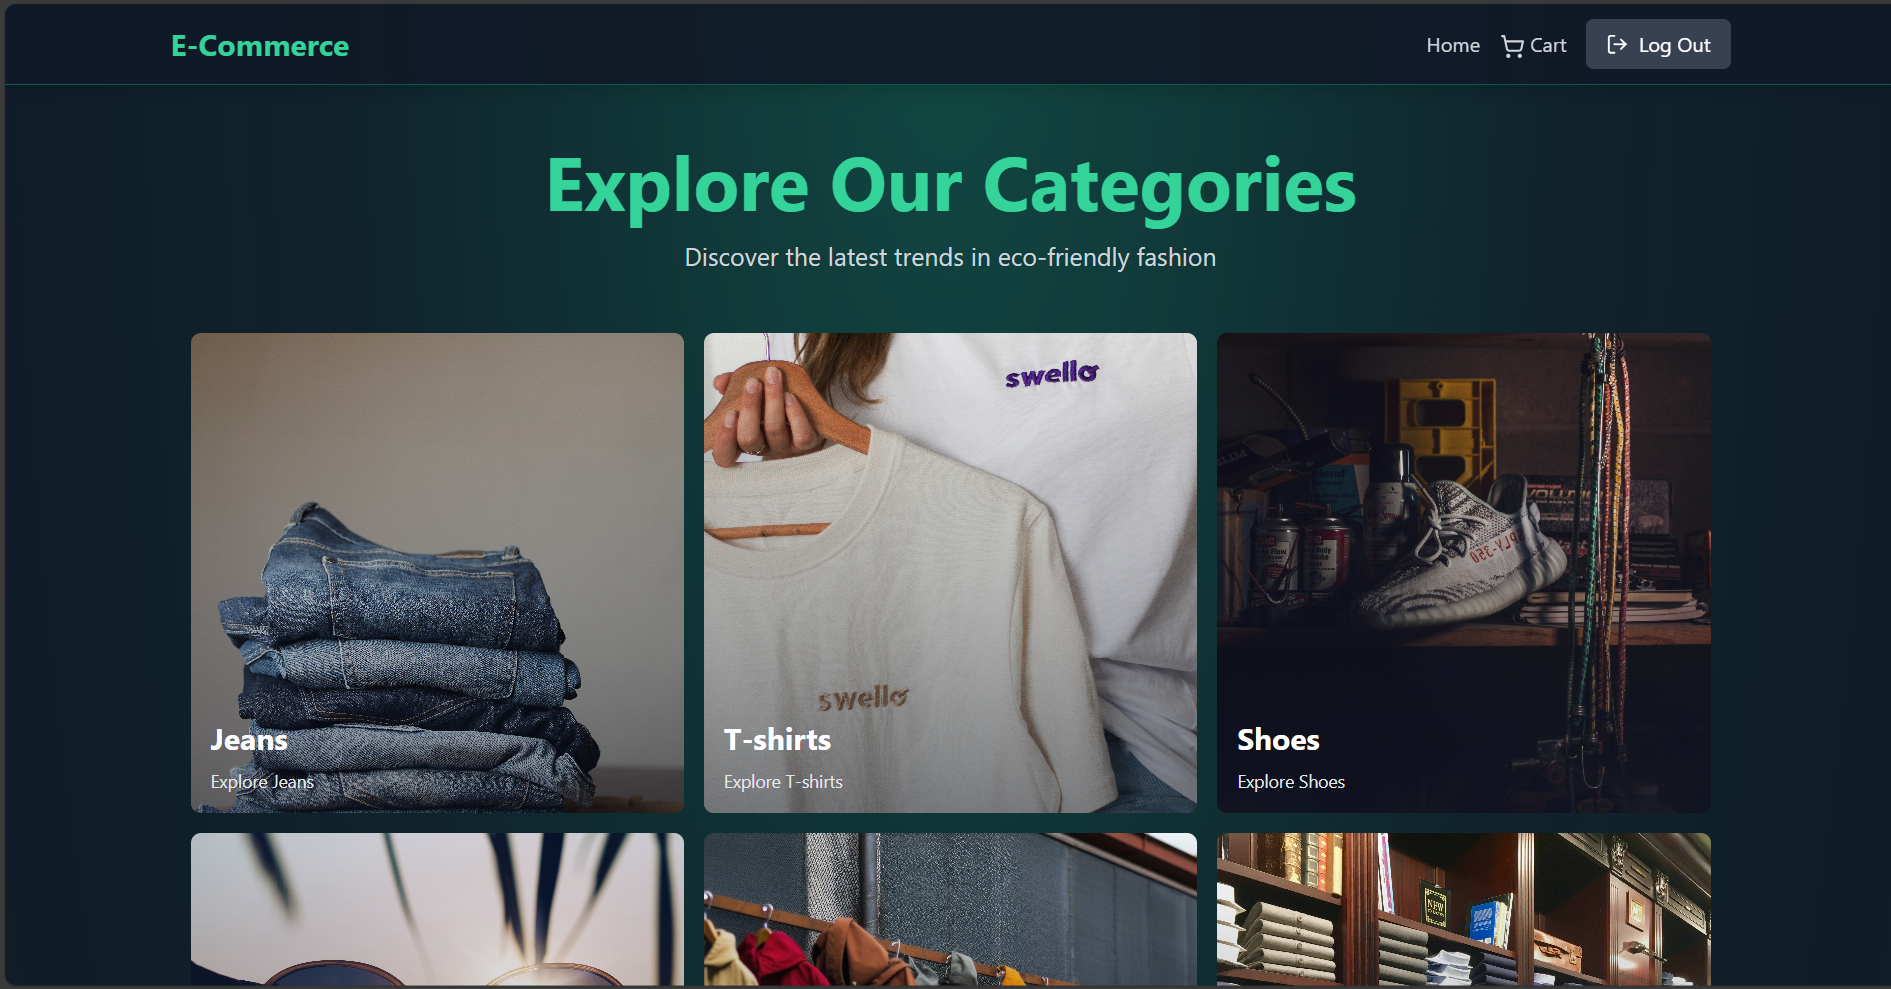 E-Commerce
Home
Cart
Log Out
Explore Our Categories
Discover the latest trends in eco-friendly fashion
swello
swello
Jeans
Explore Jeans
T-shirts
Explore T-shirts
Shoes
Explore Shoes
NEW